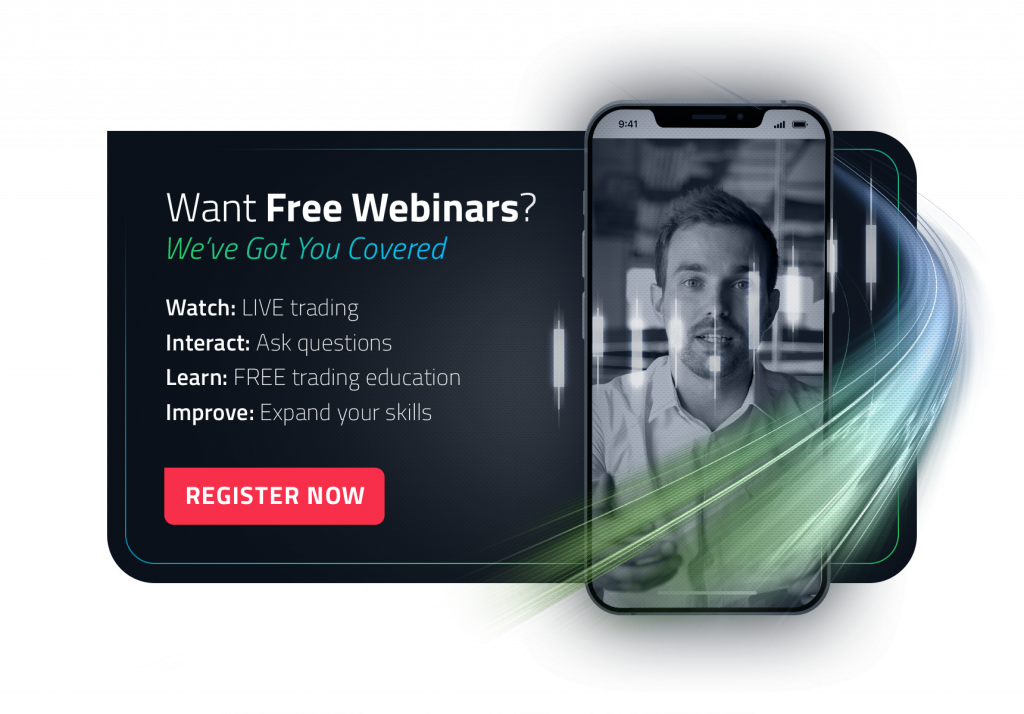 9:41
Want Free Webinars?
We've Got You Covered
Watch: LIVE trading
Interact: Ask questions
Learn: FREE trading education
Improve: Expand your skills
REGISTER NOW